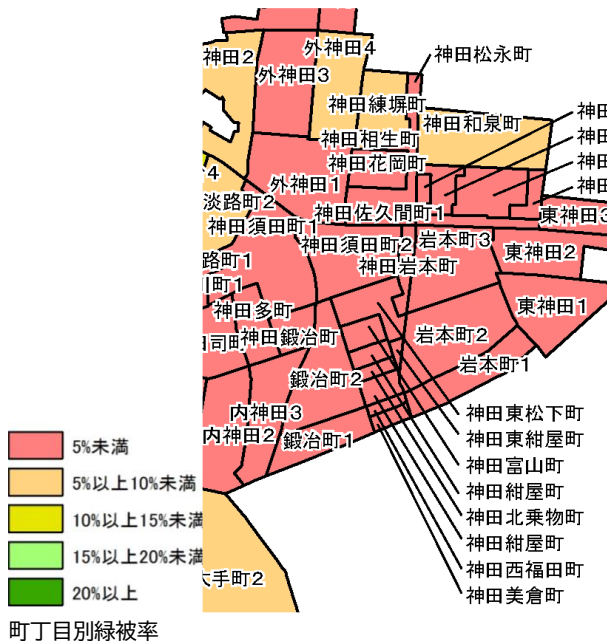 外神田4
神田2
神田松永町
外神田3
神田練塀町
神田和泉町
神田相生町
神田
神田花岡町
4
外神田1
神
神
神
淡路町2
神田佐久間町1
東神田3
神田須田町1
神田須田町2
岩本町3
東神田2
路町1
神田岩本町
川町1
東神田1
神田多町
神田鍛冶町
岩本町2
司町
岩本町1
鍛冶町2
内神田3
神田東松下町
内神田2
鍛冶町1
神田東紺屋町
神田富山町
神田紺屋町
神田北乗物町
神田紺屋町
神田西福田町
神田美倉町
大手町2
5%未満
5%以上10%未満
10%以上15%未満
15%以上20%未満
20%以上
町丁目別緑被率